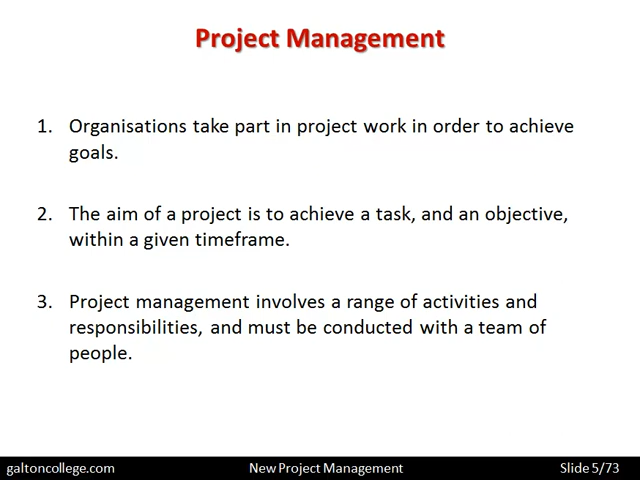 Project Management
1. Organisations take part in project work in order to achieve
goals.
2. The aim of a project is to achieve a task, and an objective,
within a given timeframe.
3. Project management involves a range of activities and
responsibilities, and must be conducted with a team of
people.
galtoncollege.com New Project Management Slide 5/73